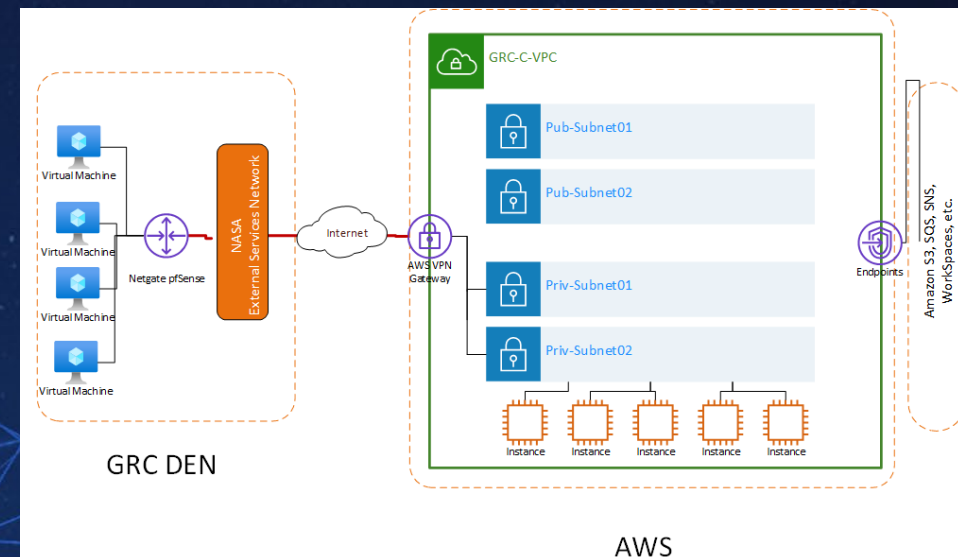 GRC-C-VPC
Pub-Subnet01
Pub-Subnet02
Priv-Subnet01
Priv-Subnet02
Virtual Machine
Virtual Machine
Virtual Machine
Virtual Machine
Netgate pfSense
NASA
External Services Network
Internet
AWS VPN
Gateway
Endpoints
Amazon S3, SQS, SNS,
WorkSpaces, etc.
Instance
Instance
Instance
Instance
Instance
GRC DEN
AWS